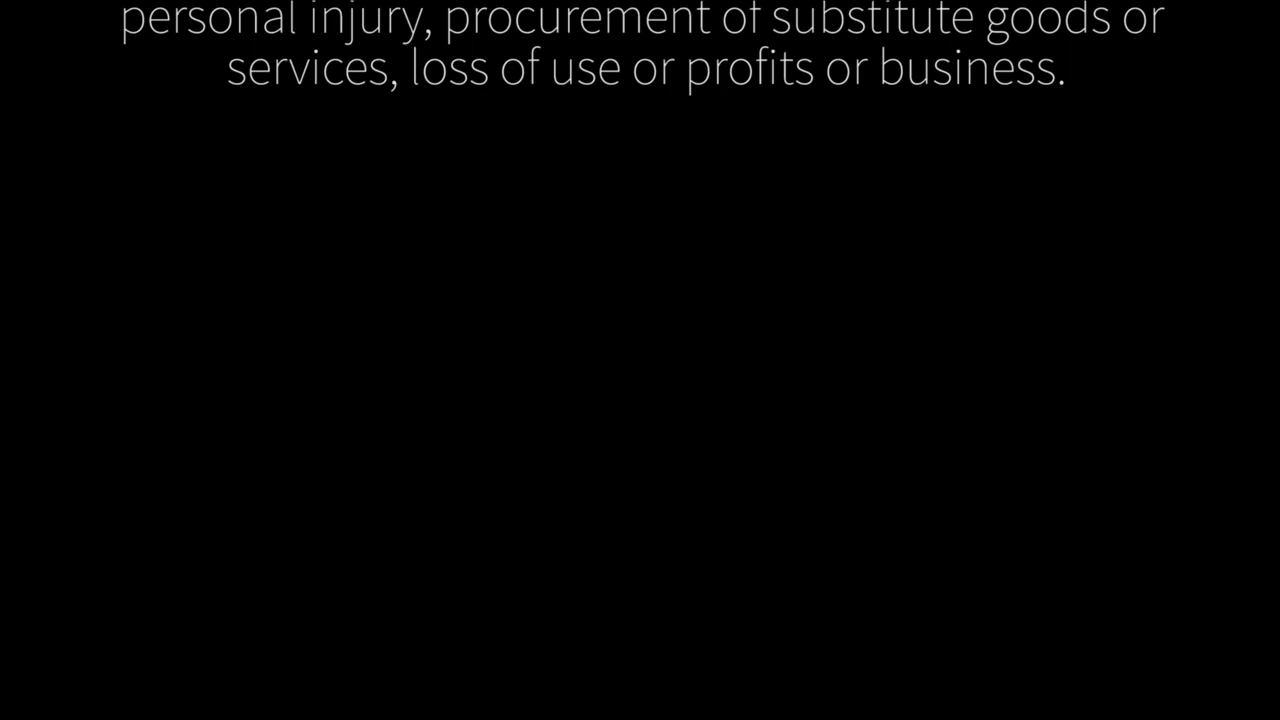 personal injury, procurement of substitute goods or
services, loss of use or profits or business.